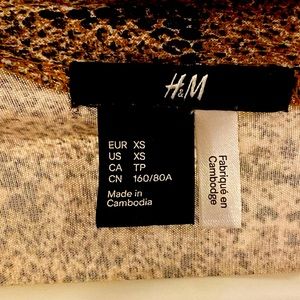 H&M
EUR XS
US XS
CA TP
CN 160/80A
Made in
Cambodia
Fabriqué en
Cambodge